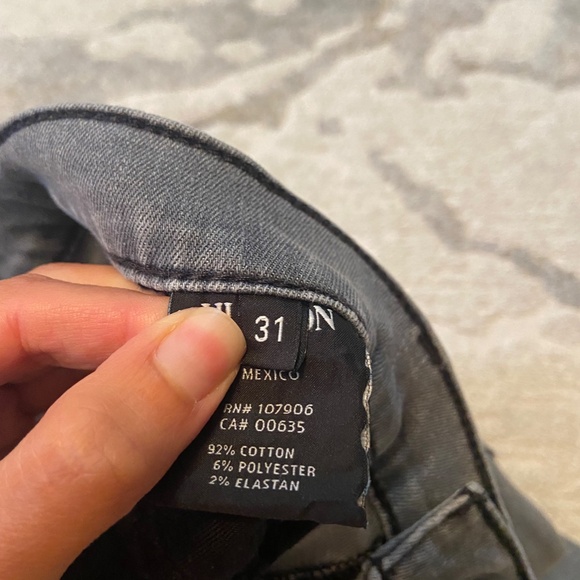 31
MEXICO
RN# 107906
CA# 00635
92% COTTON
6% POLYESTER
2% ELASTAN